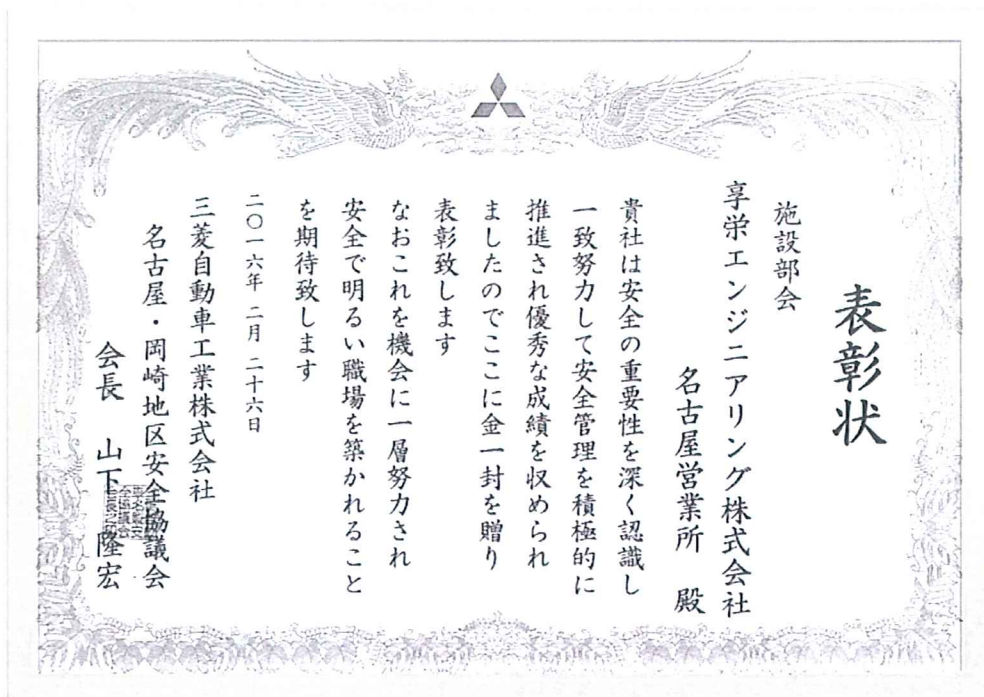 表彰状
施設部会
享栄エンジニアリング株式会社
名古屋営業所 殿
貴社は安全の重要性を深く認識し
一致努力して安全管理を積極的に
推進され優秀な成績を収められ
ましたのでここに金一封を贈り
表彰致します
なおこれを機会に一層努力され
安全で明るい職場を築かれること
を期待致します
二〇一六年 二月 二十六日
三菱自動車工業株式会社
名古屋・岡崎地区安全協議会
会長 山下 隆宏